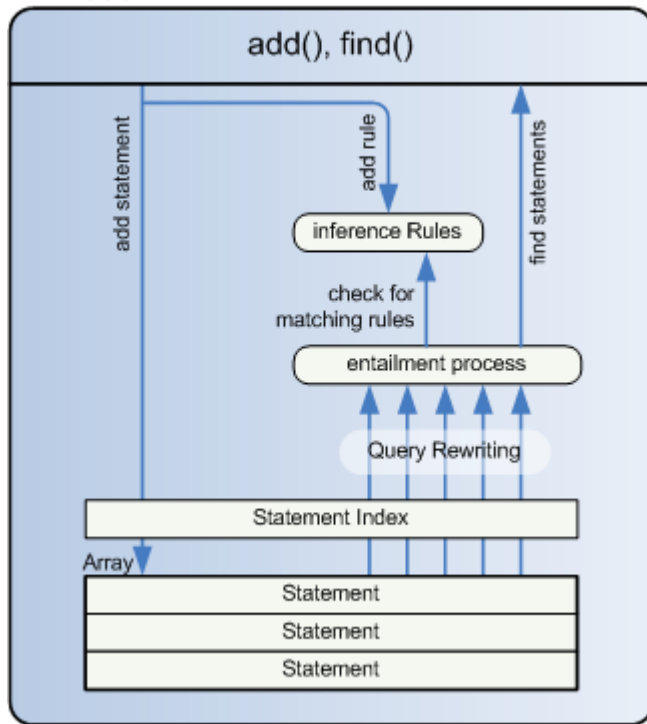 add(), find()
add statement
add rule
find statements
inference Rules
check for
matching rules
entailment process
Query Rewriting
Statement Index
Array
Statement
Statement
Statement